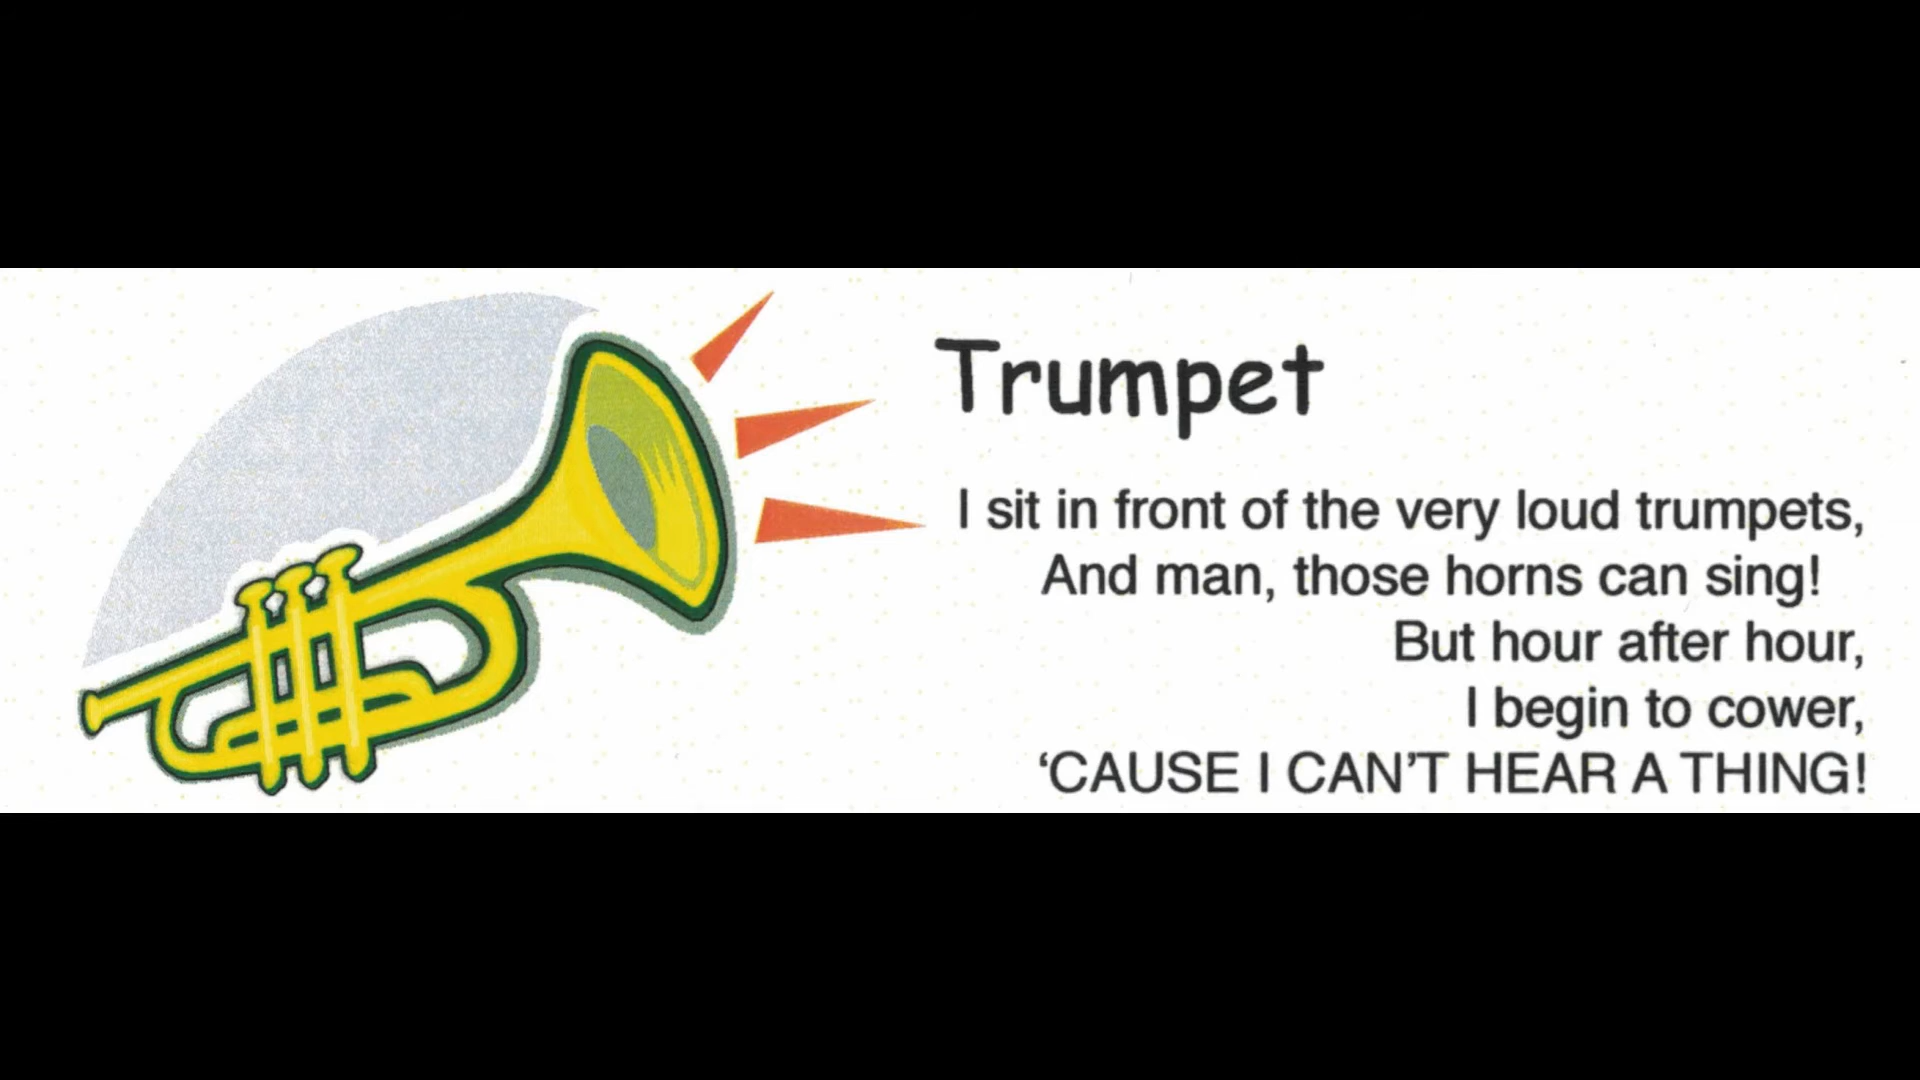 Trumpet
I sit in front of the very loud trumpets,
And man, those horns can sing!
But hour after hour,
I begin to cower,
‘CAUSE I CAN’T HEAR A THING!